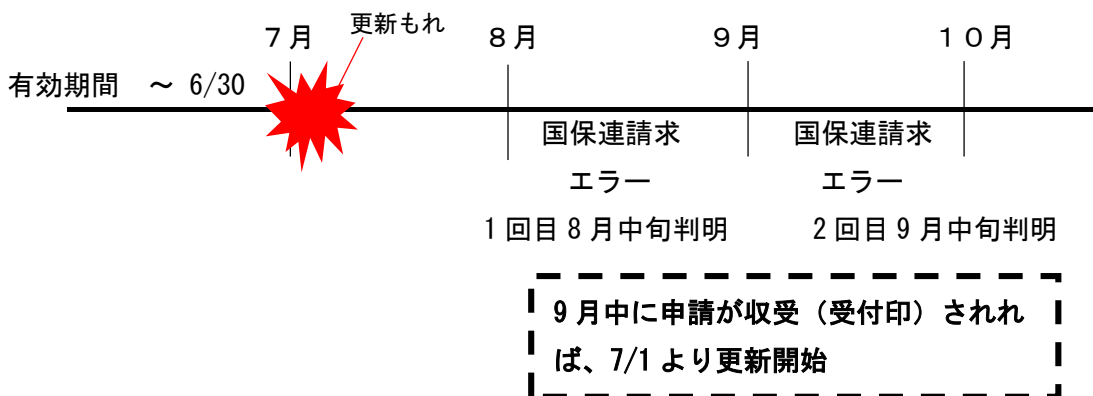 更新もれ
7月 8月 9月 10月
有効期間 ～ 6/30
国保連請求 国保連請求
エラー エラー
1回目8月中旬判明 2回目9月中旬判明
9月中に申請が収受（受付印）されれ
ば、7/1より更新開始